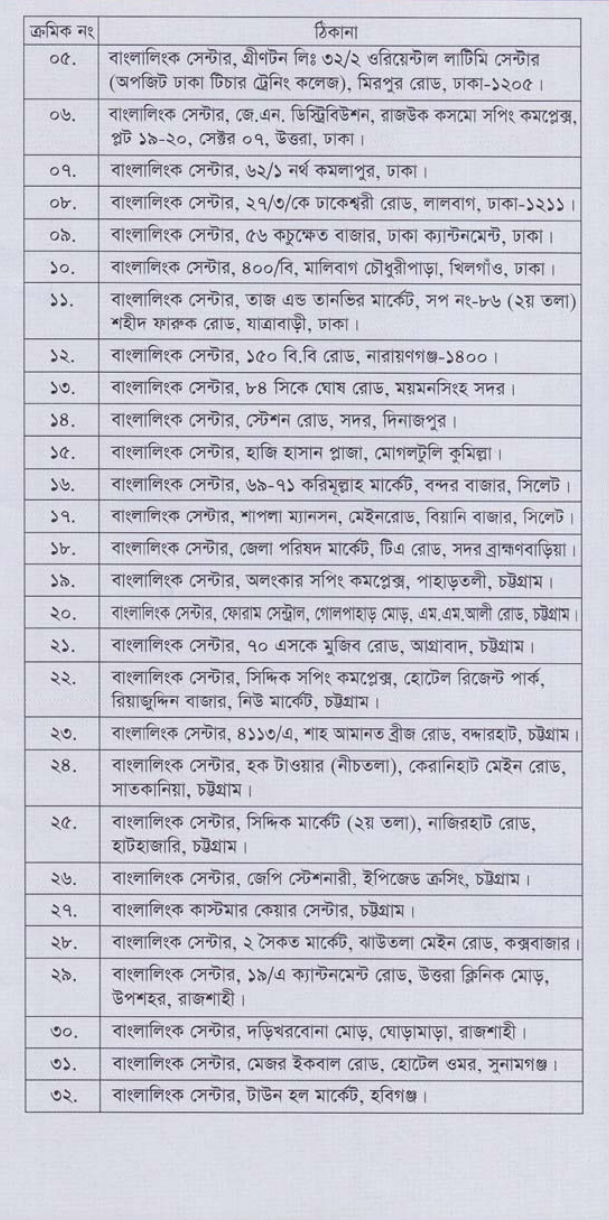 ক্রমিক নং ঠিকানা
০৫. বাংলালিংক সেন্টার, গ্রীণটন লিঃ ৩২/২ ওরিয়েন্টাল লাটিমি সেন্টার
(অপজিট ঢাকা টিচার ট্রেনিং কলেজ), মিরপুর রোড, ঢাকা-১২০৫।
০৬. বাংলালিংক সেন্টার, জে.এন. ডিস্ট্রিবিউশন, রাজউক কসমো সপিং কমপ্লেক্স,
প্লট ১৯-২০, সেক্টর ০৭, উত্তরা, ঢাকা।
০৭. বাংলালিংক সেন্টার, ৬২/১ নর্থ কমলাপুর, ঢাকা।
০৮. বাংলালিংক সেন্টার, ২৭/৩/কে ঢাকেশ্বরী রোড, লালবাগ, ঢাকা-১২১১।
০৯. বাংলালিংক সেন্টার, ৫৬ কচুক্ষেত বাজার, ঢাকা ক্যান্টনমেন্ট, ঢাকা।
১০. বাংলালিংক সেন্টার, ৪০০/বি, মালিবাগ চৌধুরীপাড়া, খিলগাঁও, ঢাকা।
১১. বাংলালিংক সেন্টার, তাজ এন্ড তানভির মার্কেট, সপ নং-৮৬ (২য় তলা)
শহীদ ফারুক রোড, যাত্রাবাড়ী, ঢাকা।
১২. বাংলালিংক সেন্টার, ১৫০ বি.বি রোড, নারায়ণগঞ্জ-১৪০০।
১৩. বাংলালিংক সেন্টার, ৮৪ সিকে ঘোষ রোড, ময়মনসিংহ সদর।
১৪. বাংলালিংক সেন্টার, স্টেশন রোড, সদর, দিনাজপুর।
১৫. বাংলালিংক সেন্টার, হাজি হাসান প্লাজা, মোগলটুলি কুমিল্লা।
১৬. বাংলালিংক সেন্টার, ৬৯-৭১ করিমূল্লাহ মার্কেট, বন্দর বাজার, সিলেট।
১৭. বাংলালিংক সেন্টার, শাপলা ম্যানসন, মেইনরোড, বিয়ানি বাজার, সিলেট।
১৮. বাংলালিংক সেন্টার, জেলা পরিষদ মার্কেট, টিএ রোড, সদর ব্রাহ্মণবাড়িয়া।
১৯. বাংলালিংক সেন্টার, অলংকার সপিং কমপ্লেক্স, পাহাড়তলী, চট্টগ্রাম।
২০. বাংলালিংক সেন্টার, ফোরাম সেন্ট্রাল, গোলপাহাড় মোড়, এম.এম.আলী রোড, চট্টগ্রাম।
২১. বাংলালিংক সেন্টার, ৭০ এসকে মুজিব রোড, আগ্রাবাদ, চট্টগ্রাম।
২২. বাংলালিংক সেন্টার, সিদ্দিক সপিং কমপ্লেক্স, হোটেল রিজেন্ট পার্ক,
রিয়াজুদ্দিন বাজার, নিউ মার্কেট, চট্টগ্রাম।
২৩. বাংলালিংক সেন্টার, ৪১১৩/এ, শাহ আমানত ব্রীজ রোড, বদ্দারহাট, চট্টগ্রাম।
২৪. বাংলালিংক সেন্টার, হক টাওয়ার (নীচতলা), কেরানিহাট মেইন রোড,
সাতকানিয়া, চট্টগ্রাম।
২৫. বাংলালিংক সেন্টার, সিদ্দিক মার্কেট (২য় তলা), নাজিরহাট রোড,
হাটহাজারি, চট্টগ্রাম।
২৬. বাংলালিংক সেন্টার, জেপি স্টেশনারী, ইপিজেড ক্রসিং, চট্টগ্রাম।
২৭. বাংলালিংক কাস্টমার কেয়ার সেন্টার, চট্টগ্রাম।
২৮. বাংলালিংক সেন্টার, ২ সৈকত মার্কেট, ঝাউতলা মেইন রোড, কক্সবাজার।
২৯. বাংলালিংক সেন্টার, ১৯/এ ক্যান্টনমেন্ট রোড, উত্তরা ক্লিনিক মোড়,
উপশহর, রাজশাহী।
৩০. বাংলালিংক সেন্টার, দড়িখরবোনা মোড়, ঘোড়ামাড়া, রাজশাহী।
৩১. বাংলালিংক সেন্টার, মেজর ইকবাল রোড, হোটেল ওমর, সুনামগঞ্জ।
৩২. বাংলালিংক সেন্টার, টাউন হল মার্কেট, হবিগঞ্জ।